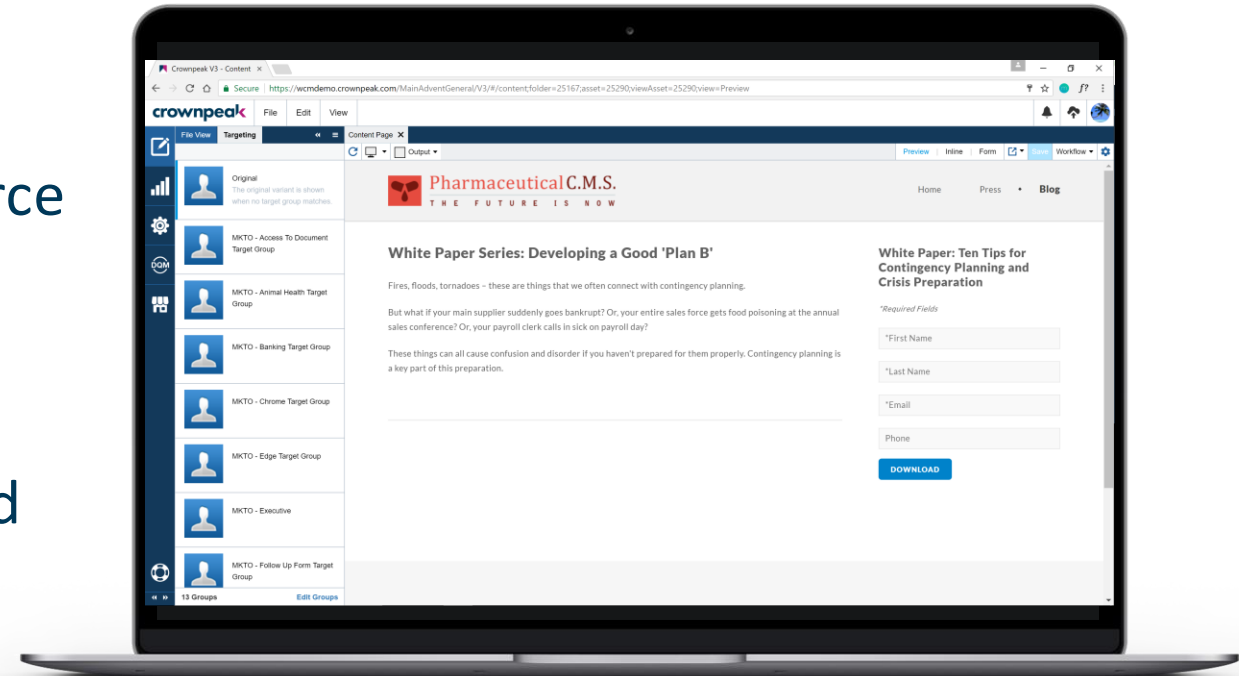 rce
d
Crownpeak V3 - Content
Secure https://wcmdemo.crownpeak.com/MainAdventGeneral/V3/#/content;folder=25167;asset=25290;viewAsset=25290;view=Preview
f?
crownpeak File Edit View
File View Targeting Content Page
Output Preview Inline Form Save Workflow
DQM
Original
The original variant is shown
when no target group matches.
MKTO - Access To Document
Target Group
MKTO - Animal Health Target
Group
MKTO - Banking Target Group
MKTO - Chrome Target Group
MKTO - Edge Target Group
MKTO - Executive
MKTO - Follow Up Form Target
Group
13 Groups Edit Groups
Pharmaceutical C.M.S.
THE FUTURE IS NOW
Home Press • Blog
White Paper Series: Developing a Good 'Plan B'
Fires, floods, tornadoes – these are things that we often connect with contingency planning.
But what if your main supplier suddenly goes bankrupt? Or, your entire sales force gets food poisoning at the annual
sales conference? Or, your payroll clerk calls in sick on payroll day?
These things can all cause confusion and disorder if you haven't prepared for them properly. Contingency planning is
a key part of this preparation.
White Paper: Ten Tips for
Contingency Planning and
Crisis Preparation
*Required Fields
*First Name
*Last Name
*Email
Phone
DOWNLOAD